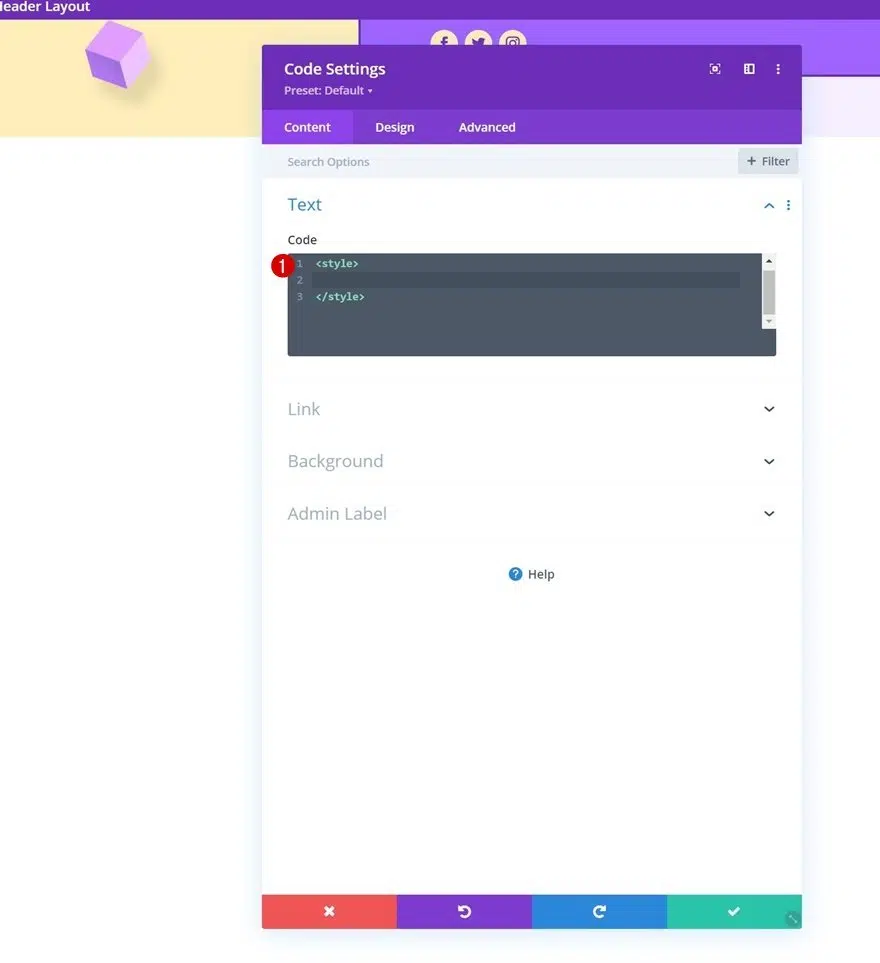 Header Layout
Code Settings
Preset: Default
Content Design Advanced
Search Options + Filter
Text
Code
1
1 <style>
2
3 </style>
Link
Background
Admin Label
? Help